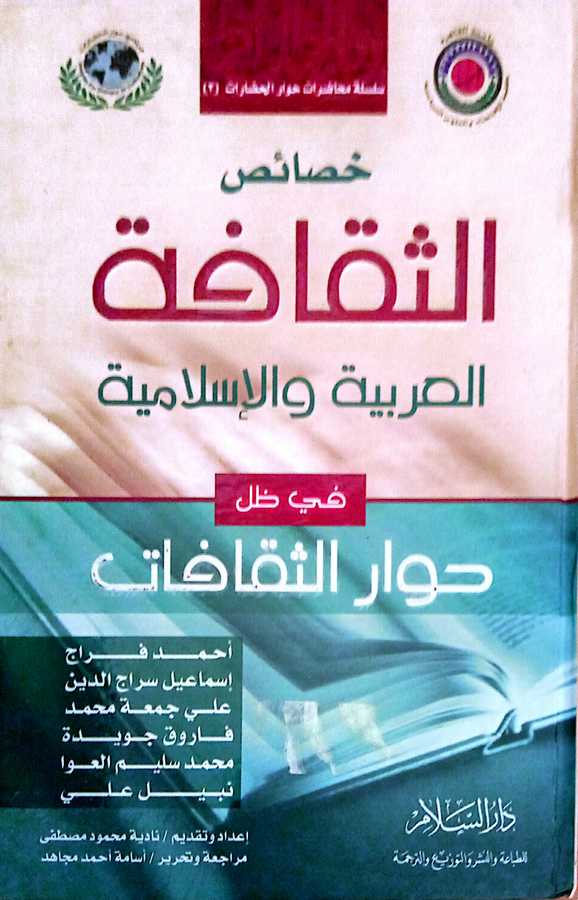 سلسلة محاضرات حوار الحضارات (٢)
خصائص
الثقافة
العربية والإسلامية
في ظل
حوار الثقافات
أحمد فراج
إسماعيل سراج الدين
علي جمعة محمد
فاروق جويدة
محمد سليم العوا
نبيل علي
إعداد وتقديم / نادية محمود مصطفى
مراجعة وتحرير / أسامة أحمد مجاهد
دار السلام
للطباعة والنشر والتوزيع والترجمة